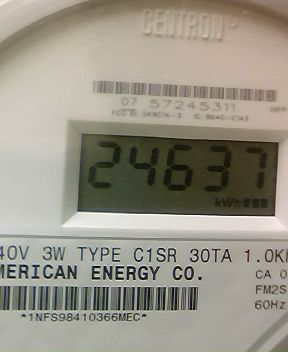 CENTRON®
07 57245311
24637
kWh
40V 3W TYPE C1SR 30TA 1.0K
MERICAN ENERGY CO.
CA 0
FM2S
60Hz
*1NFS98410366MEC*